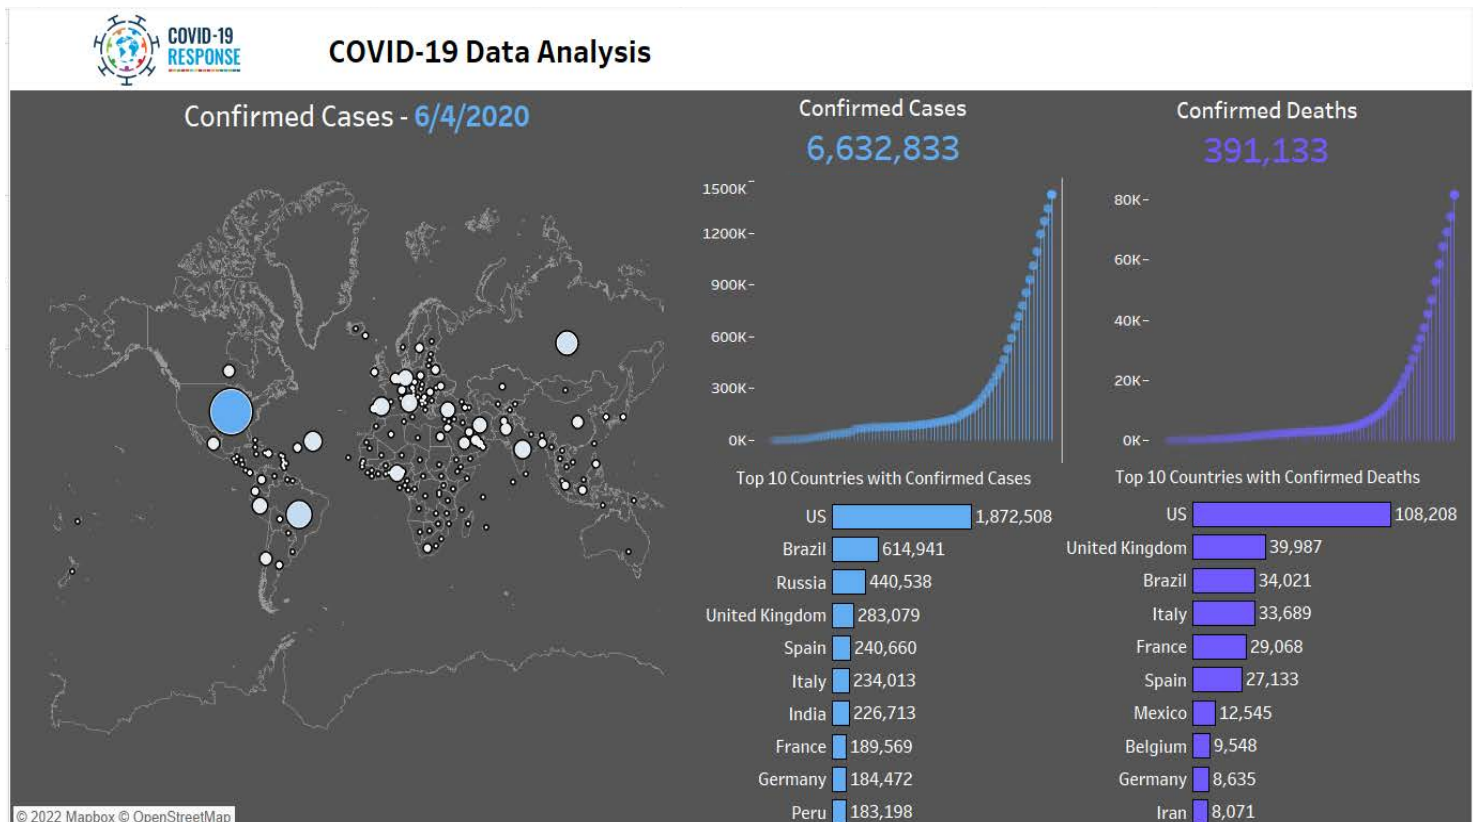 COVID-19
RESPONSE
COVID-19 Data Analysis
Confirmed Cases - 6/4/2020
Confirmed Cases
6,632,833
1500K
1200K
900K
600K
300K
0K
Confirmed Deaths
391,133
80K
60K
40K
20K
0K
Top 10 Countries with Confirmed Cases
US 1,872,508
Brazil 614,941
Russia 440,538
United Kingdom 283,079
Spain 240,660
Italy 234,013
India 226,713
France 189,569
Germany 184,472
Peru 183,198
Top 10 Countries with Confirmed Deaths
US 108,208
United Kingdom 39,987
Brazil 34,021
Italy 33,689
France 29,068
Spain 27,133
Mexico 12,545
Belgium 9,548
Germany 8,635
Iran 8,071
© 2022 Mapbox © OpenStreetMap